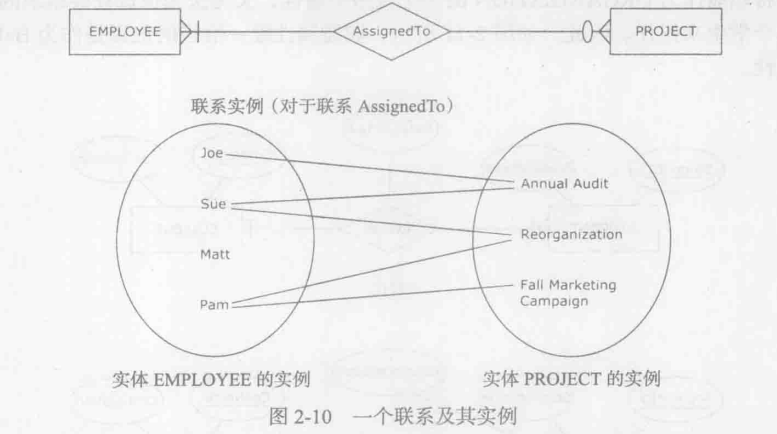 EMPLOYEE
AssignedTo
PROJECT
联系实例（对于联系 AssignedTo）
Joe
Sue
Matt
Pam
Annual Audit
Reorganization
Fall Marketing
Campaign
实体 EMPLOYEE 的实例
实体 PROJECT 的实例
图 2-10 一个联系及其实例